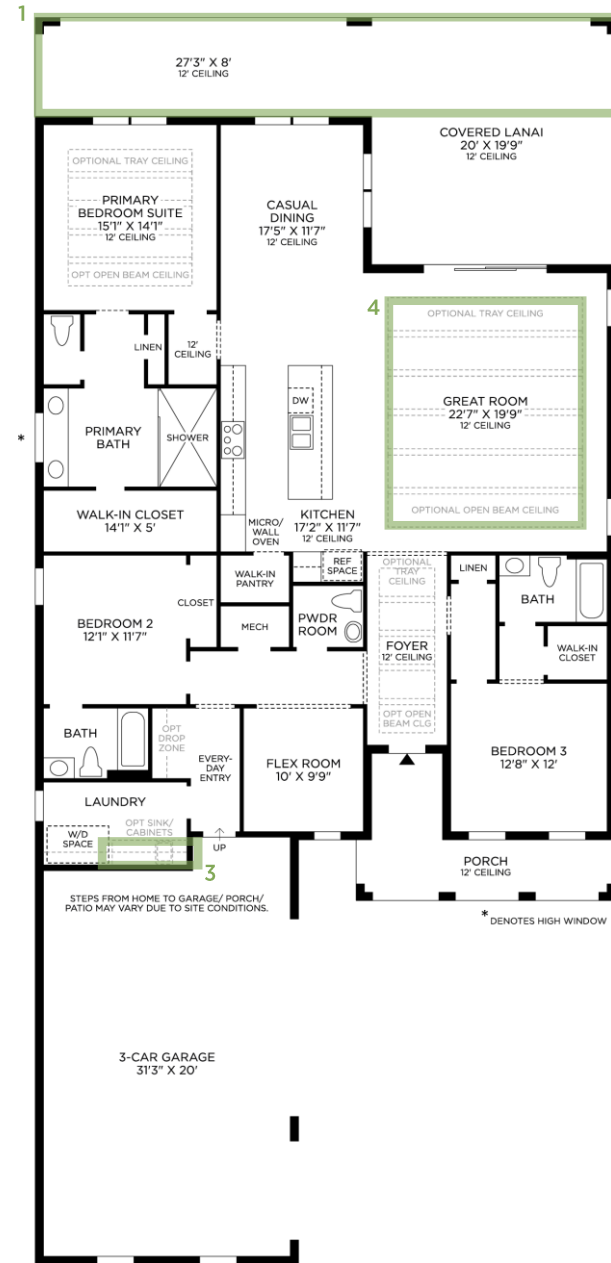 1
27'3" X 8'
12' CEILING
COVERED LANAI
20' X 19'9"
12' CEILING
OPTIONAL TRAY CEILING
PRIMARY
BEDROOM SUITE
15'1" X 14'1"
12' CEILING
OPT OPEN BEAM CEILING
CASUAL
DINING
17'5" X 11'7"
12' CEILING
4
OPTIONAL TRAY CEILING
GREAT ROOM
22'7" X 19'9"
12' CEILING
OPTIONAL OPEN BEAM CEILING
LINEN
12'
CEILING
DW
*
PRIMARY
BATH
SHOWER
WALK-IN CLOSET
14'1" X 5'
MICRO/
WALL
OVEN
KITCHEN
17'2" X 11'7"
12' CEILING
REF
SPACE
WALK-IN
PANTRY
OPTIONAL
TRAY
CEILING
LINEN
BATH
BEDROOM 2
12'1" X 11'7"
CLOSET
MECH
PWDR
ROOM
FOYER
12' CEILING
WALK-IN
CLOSET
OPT OPEN
BEAM CLG
BATH
OPT
DROP
ZONE
EVERY-
DAY
ENTRY
FLEX ROOM
10' X 9'9"
BEDROOM 3
12'8" X 12'
LAUNDRY
OPT SINK/
CABINETS
W/D
SPACE
UP
3
PORCH
12' CEILING
STEPS FROM HOME TO GARAGE/ PORCH/
PATIO MAY VARY DUE TO SITE CONDITIONS.
* DENOTES HIGH WINDOW
3-CAR GARAGE
31'3" X 20'